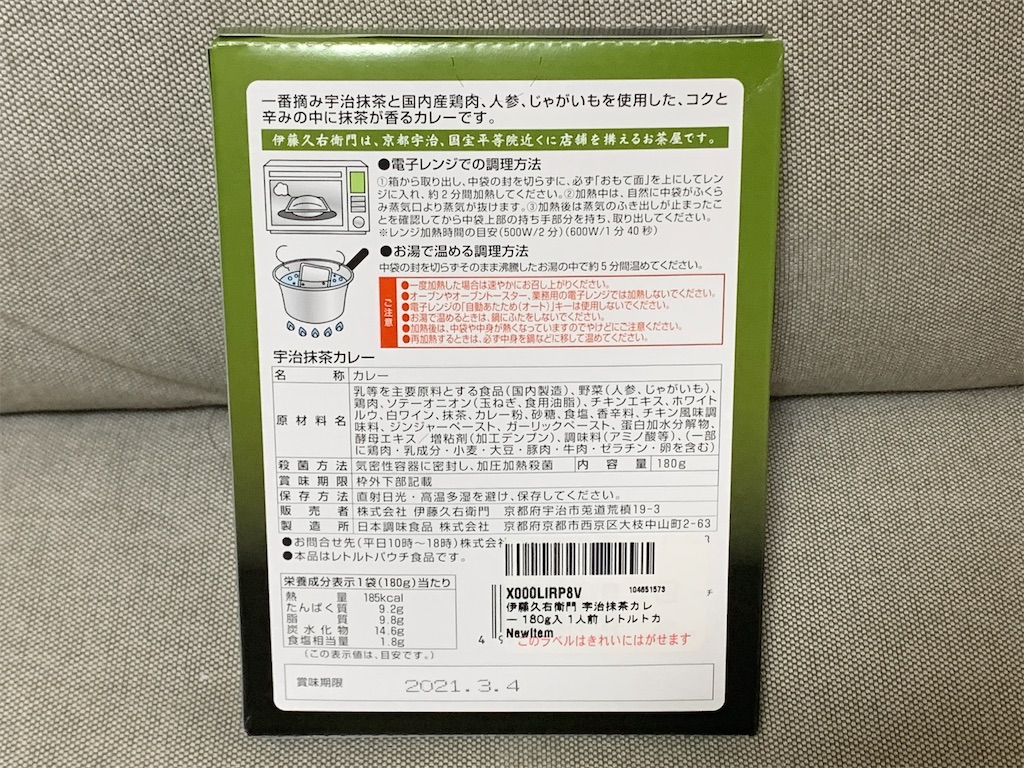 一番摘み宇治抹茶と国内産鶏肉、人参、じゃがいもを使用した、コクと
辛みの中に抹茶が香るカレーです。
伊藤久右衛門は、京都宇治、国宝平等院近くに店舗を構えるお茶屋です。
●電子レンジでの調理方法
①箱から取り出し、中袋の封を切らずに、必ず「おもて面」を上にしてレン
ジに入れ、約2分間加熱してください。②加熱中は、自然に中袋がふくら
み蒸気口より蒸気が抜けます。③加熱後は蒸気のふき出しが止まったこ
とを確認してから中袋上部の持ち手部分を持ち、取り出してください。
※レンジ加熱時間の目安(500W/2分)(600W/1分40秒)
●お湯で温める調理方法
中袋の封を切らずそのまま沸騰したお湯の中で約5分間温めてください。
ご注意
●一度加熱した場合は速やかにお召し上がりください。
●オーブンやオーブントースター、業務用の電子レンジでは加熱しないでください。
●電子レンジの「自動あたため(オート)」キーは使用しないでください。
●お湯で温めるときは、鍋にふたをしないでください。
●加熱後は、中袋や中身が熱くなっていますのでやけどにご注意ください。
●再加熱するときは、必ず中身を鍋などに移して温めてください。
宇治抹茶カレー
名称 カレー
原材料名 乳等を主要原料とする食品(国内製造)、野菜(人参、じゃがいも)、
鶏肉、ソテーオニオン(玉ねぎ、食用油脂)、チキンエキス、ホワイト
ルウ、白ワイン、抹茶、カレー粉、砂糖、食塩、香辛料、チキン風味調
味料、ジンジャーペースト、ガーリックペースト、蛋白加水分解物、
酵母エキス/増粘剤(加工デンプン)、調味料(アミノ酸等)、(一部
に鶏肉・乳成分・小麦・大豆・豚肉・牛肉・ゼラチン・卵を含む)
殺菌方法 気密性容器に密封し、加圧加熱殺菌 内容量 180g
賞味期限 枠外下部記載
保存方法 直射日光・高温多湿を避け、保存してください。
販売者 株式会社 伊藤久右衛門 京都府宇治市莵道荒槙19-3
製造所 日本調味食品 株式会社 京都府京都市西京区大枝中山町2-63
●お問合せ先(平日10時〜18時)株式会社
●本品はレトルトパウチ食品です。
栄養成分表示1袋(180g)当たり
熱量 185kcal
たんぱく質 9.2g
脂質 9.8g
炭水化物 14.6g
食塩相当量 1.8g
(この表示値は、目安です。)
X000LIRP8V 104651573
伊藤久右衛門 宇治抹茶カレ
ー 180g入 1人前 レトルトカ
NewItem
このラベルはきれいにはがせます
賞味期限 2021.3.4